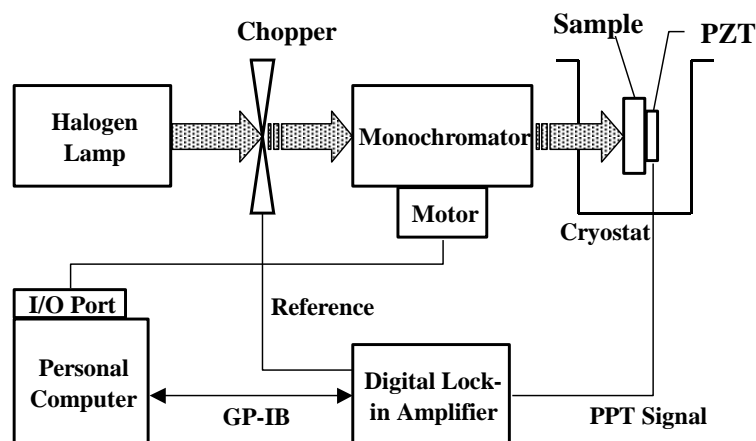 Chopper
Sample
PZT
Halogen
Lamp
Monochromator
Motor
Cryostat
I/O Port
Reference
Personal
Computer
GP-IB
Digital Lock-
in Amplifier
PPT Signal